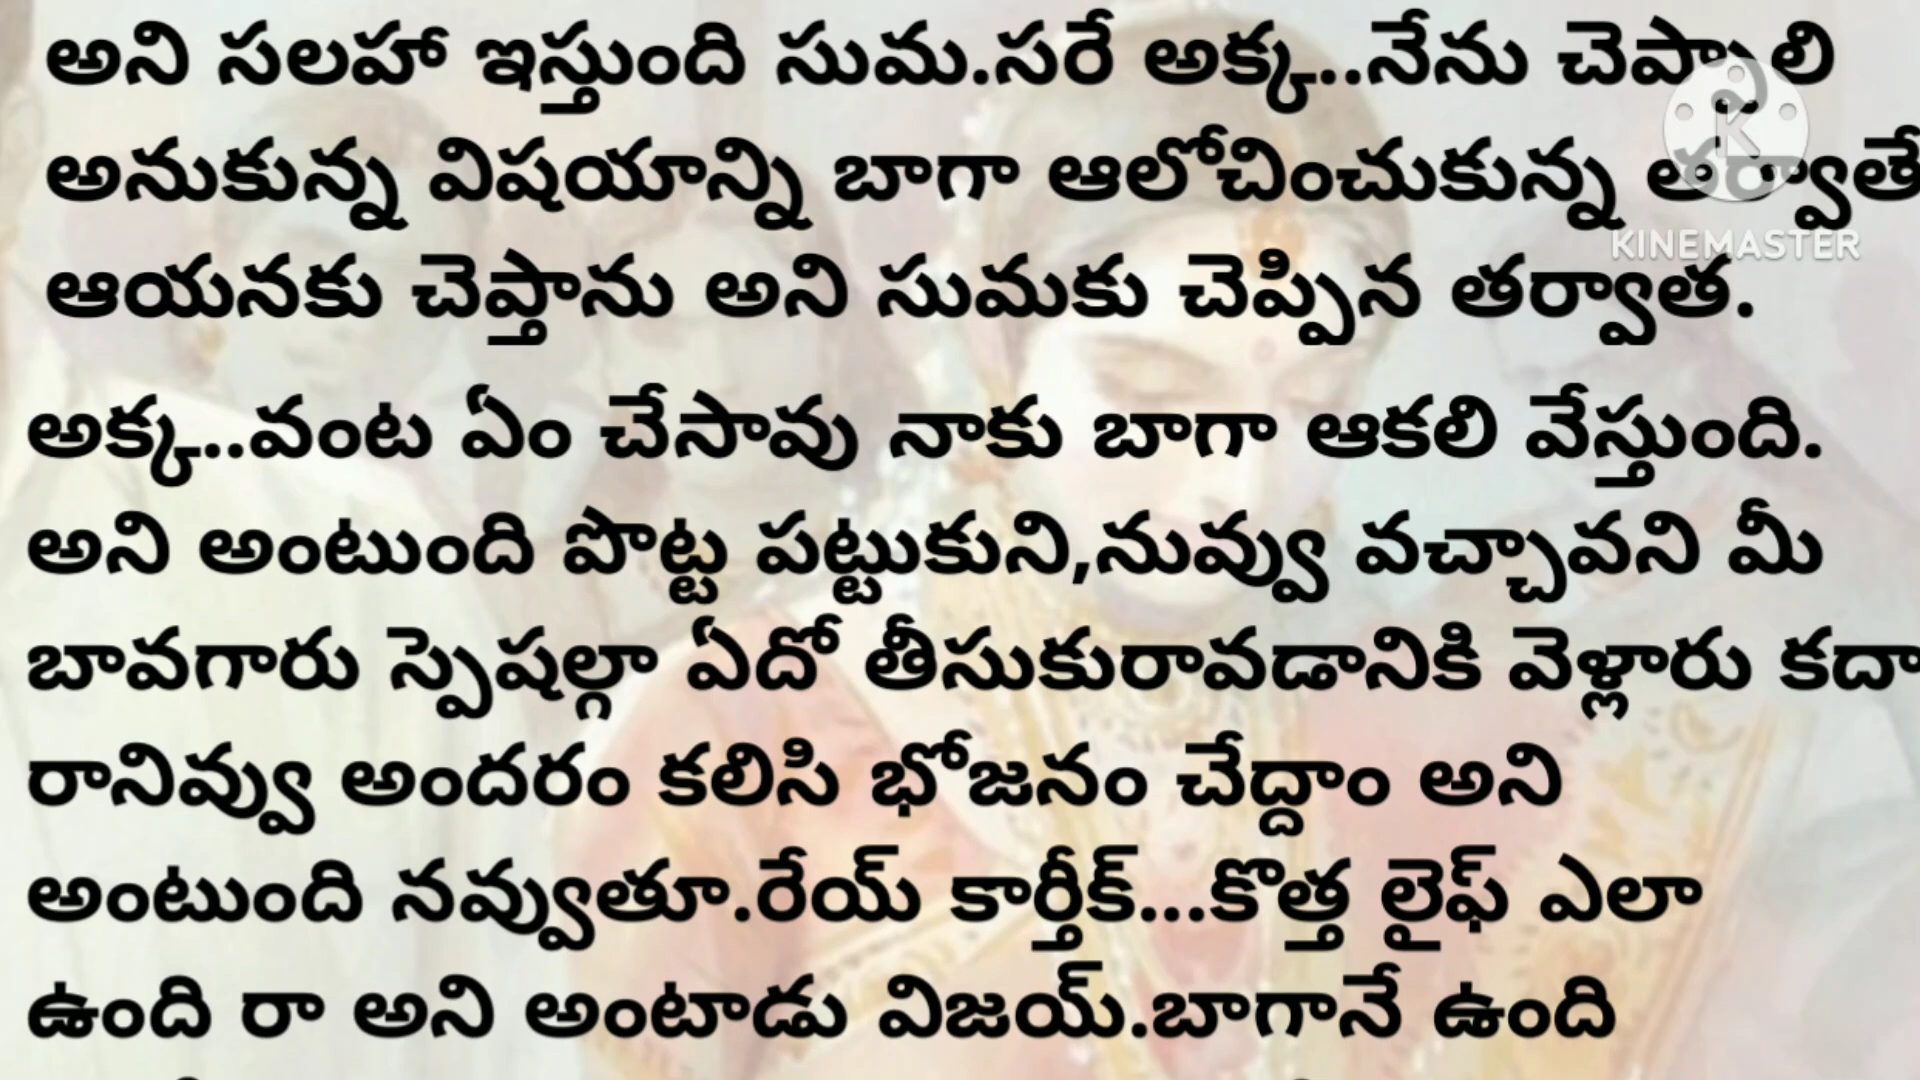 అని సలహా ఇస్తుంది సుమ.సరే అక్క..నేను చెప్పాలి
అనుకున్న విషయాన్ని బాగా ఆలోచించుకున్న తర్వాతే
KINEMASTER
ఆయనకు చెప్తాను అని సుమకు చెప్పిన తర్వాత.
అక్క..వంట ఏం చేసావు నాకు బాగా ఆకలి వేస్తుంది.
అని అంటుంది పొట్ట పట్టుకుని,నువ్వు వచ్చావని మీ
బావగారు స్పెషల్గా ఏదో తీసుకురావడానికి వెళ్లారు కదా
రానివ్వు అందరం కలిసి భోజనం చేద్దాం అని
అంటుంది నవ్వుతూ.రేయ్ కార్తీక్...కొత్త లైఫ్ ఎలా
ఉంది రా అని అంటాడు విజయ్.బాగానే ఉంది